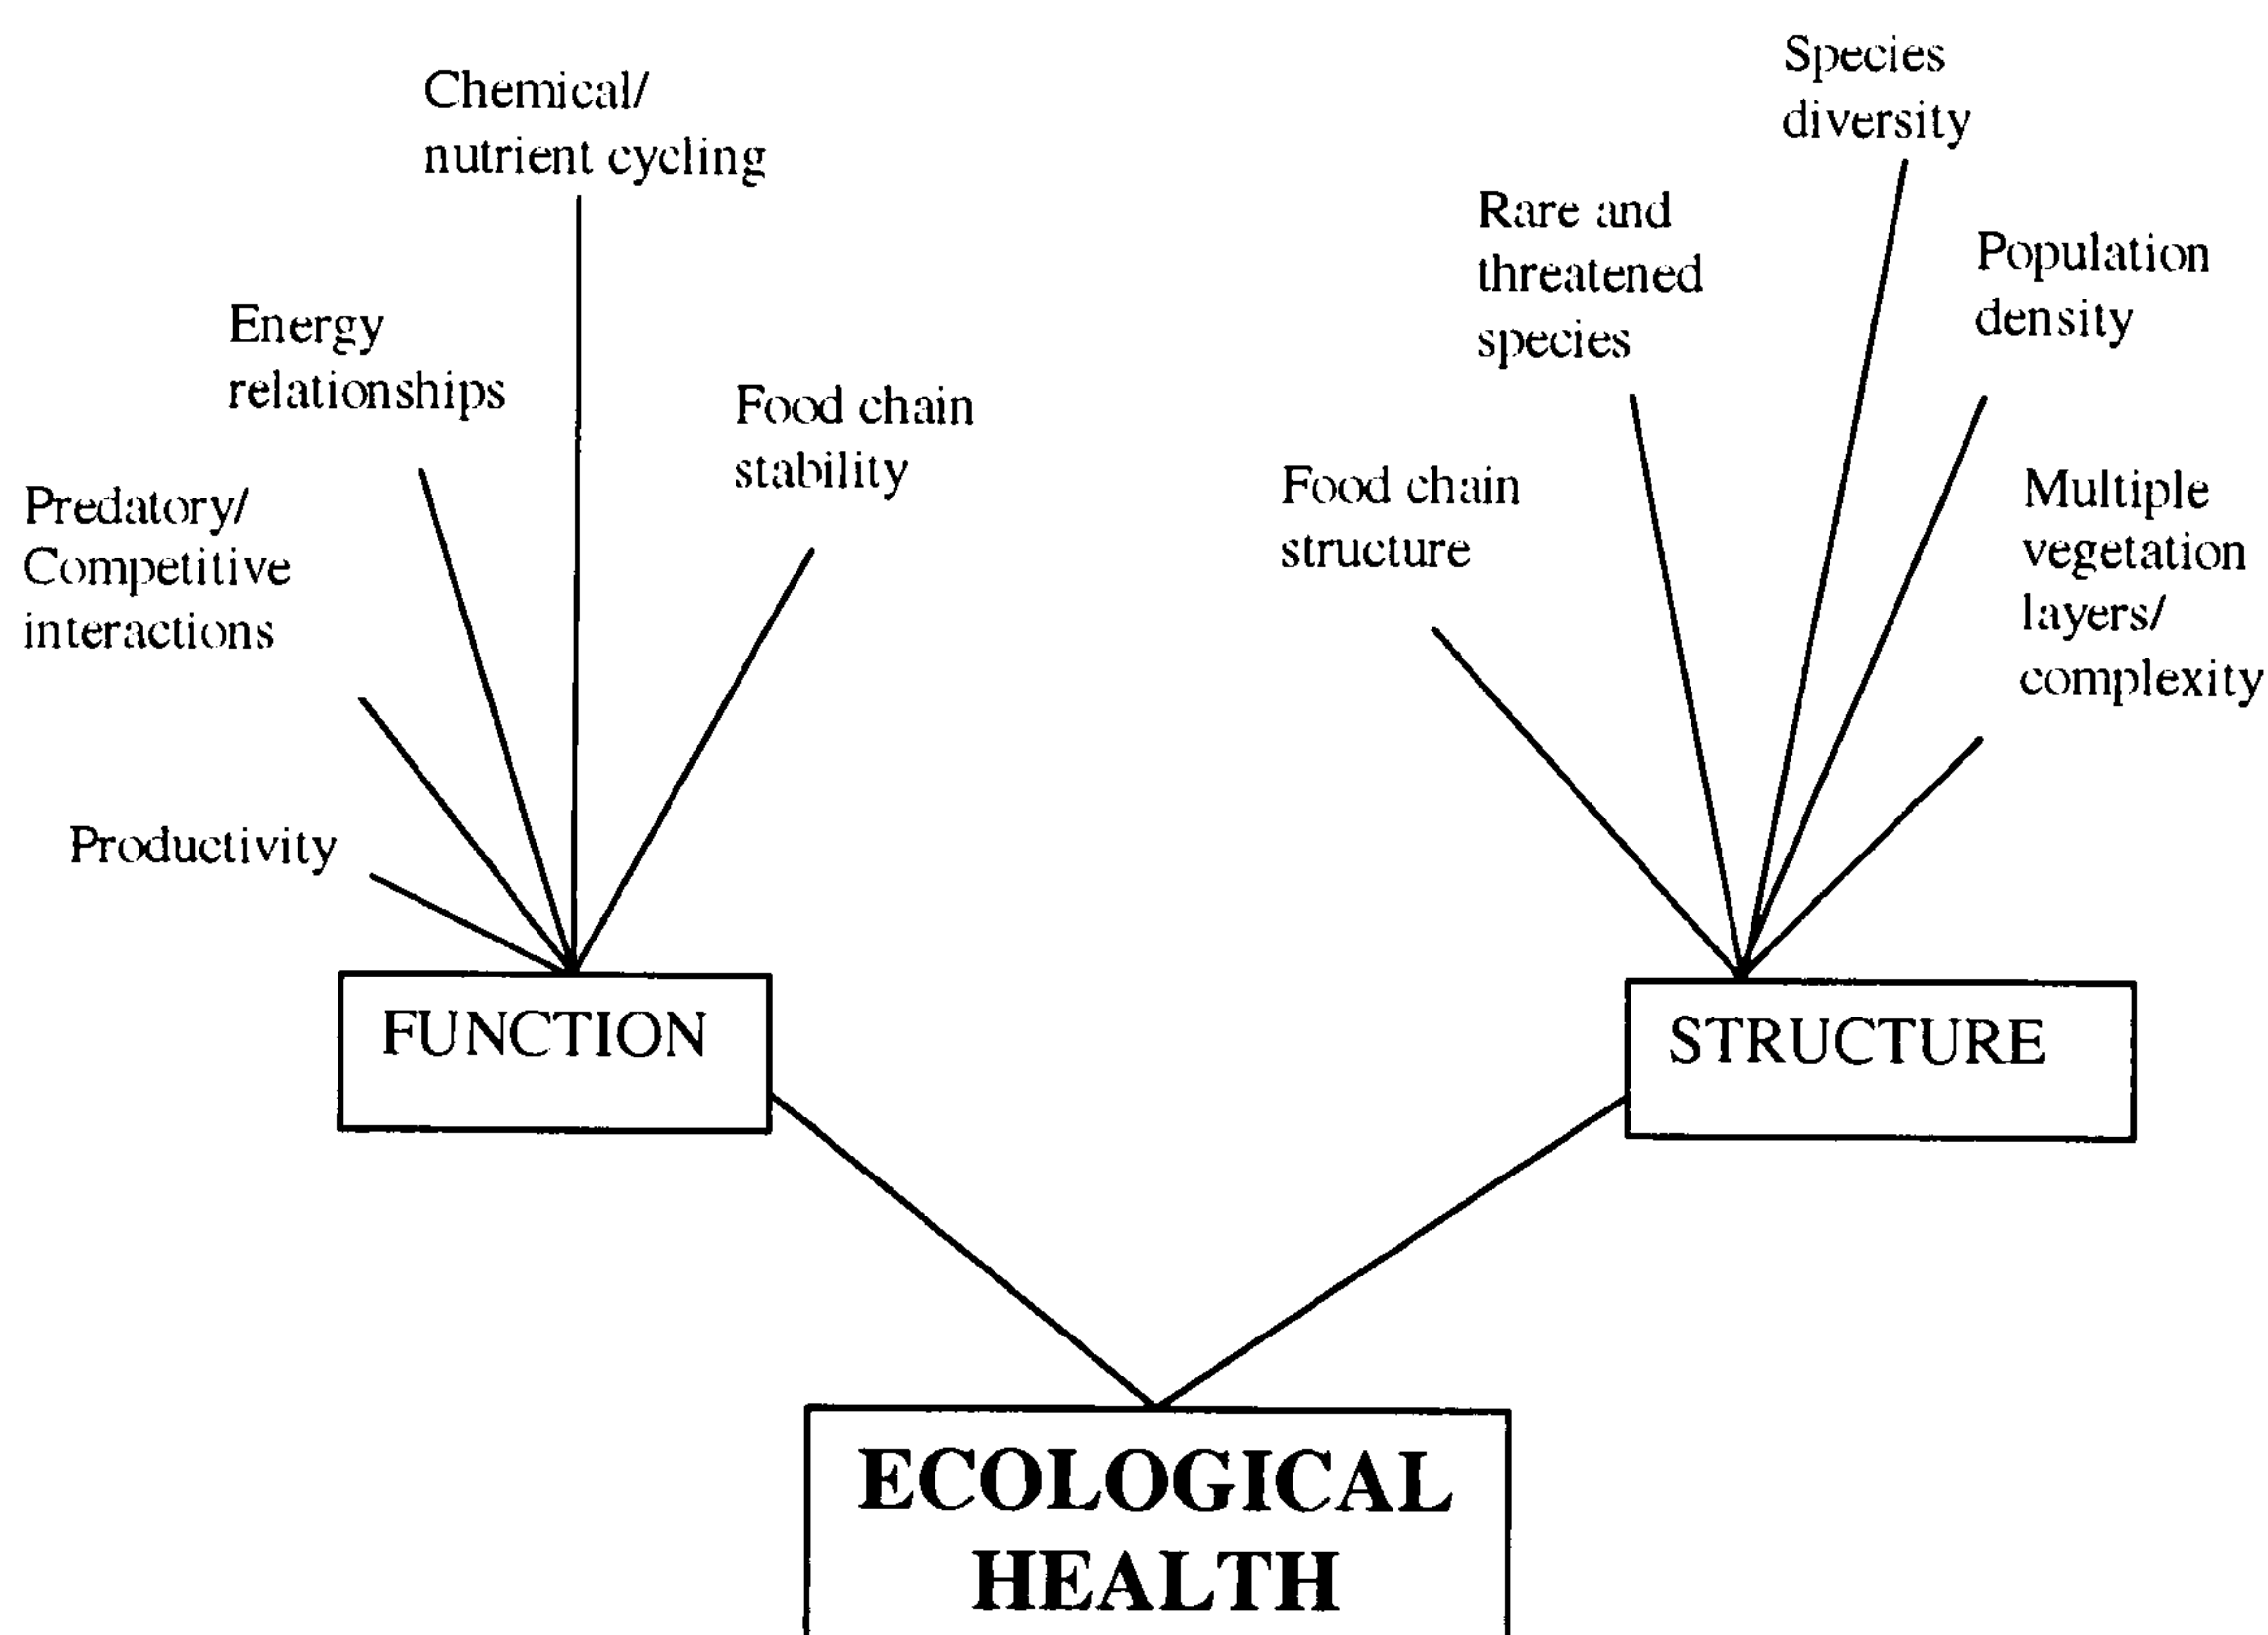 Chemical/
nutrient cycling
Energy
relationships
Predatory/
Competitive
interactions
Food chain
stability
Productivity
FUNCTION
Species
diversity
Rare and
threatened
species
Population
density
Food chain
structure
Multiple
vegetation
layers/
complexity
STRUCTURE
ECOLOGICAL
HEALTH